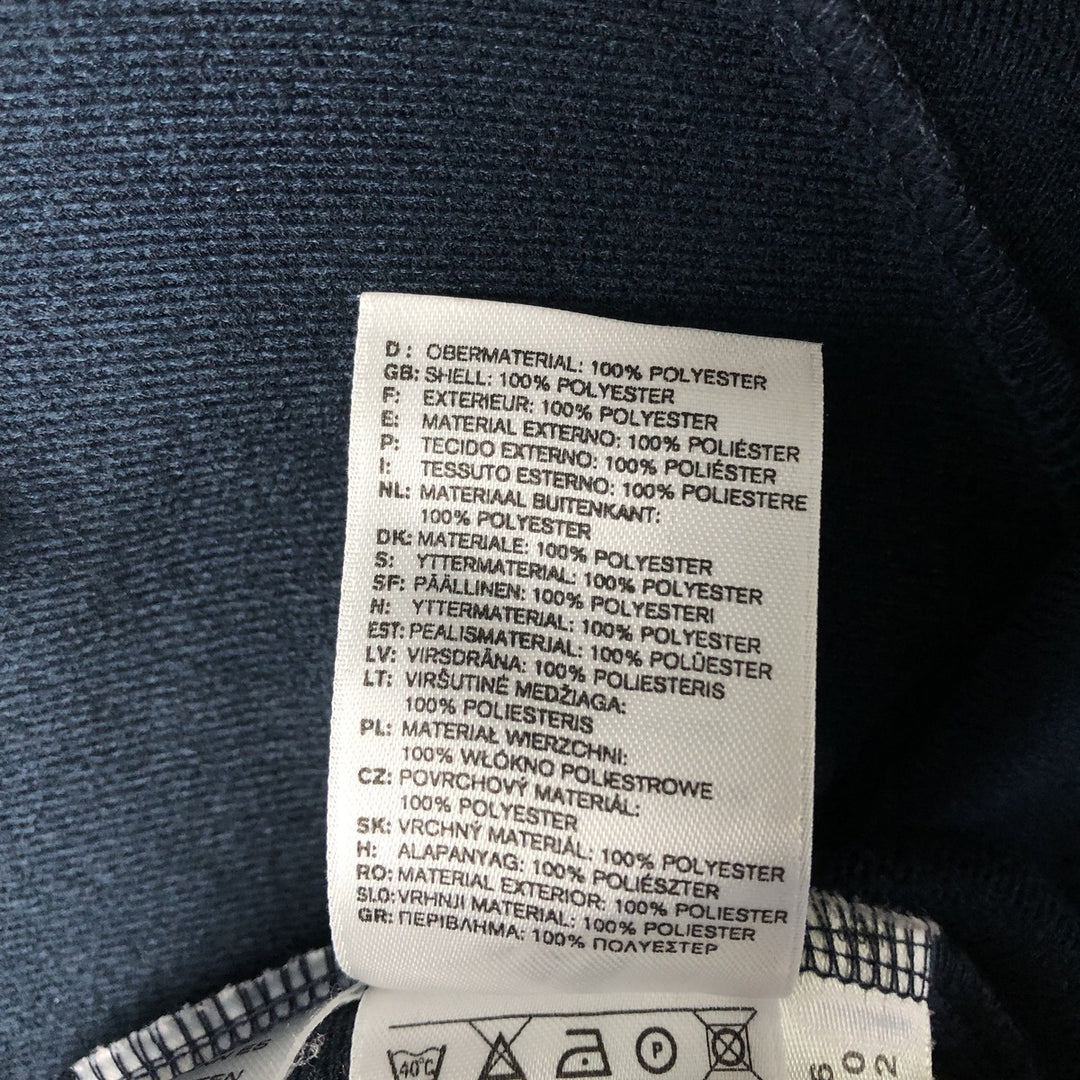 D: OBERMATERIAL: 100% POLYESTER
GB: SHELL: 100% POLYESTER
F: EXTERIEUR: 100% POLYESTER
E: MATERIAL EXTERNO: 100% POLIÉSTER
P: TECIDO EXTERNO: 100% POLIÉSTER
I: TESSUTO ESTERNO: 100% POLIESTERE
NL: MATERIAAL BUITENKANT:
100% POLYESTER
DK: MATERIALE: 100% POLYESTER
S: YTTERMATERIAL: 100% POLYESTER
SF: PÄÄLLINEN: 100% POLYESTERI
N: YTTERMATERIAL: 100% POLYESTER
EST: PEALISMATERJAL: 100% POLÜESTER
LV: VIRSDRĀNA: 100% POLIESTERIS
LT: VIRŠUTINĖ MEDŽIAGA:
100% POLIESTERIS
PL: MATERIAŁ WIERZCHNI:
100% WŁÓKNO POLIESTROWE
CZ: POVRCHOVÝ MATERIÁL:
100% POLYESTER
SK: VRCHNÝ MATERIÁL: 100% POLYESTER
H: ALAPANYAG: 100% POLIÉSZTER
RO: MATERIAL EXTERIOR: 100% POLIESTER
SLO: VRHNJI MATERIAL: 100% POLIESTER
GR: ΠΕΡΙΒΛΗΜΑ: 100% ΠΟΛΥΕΣΤΕΡ
40°C
P